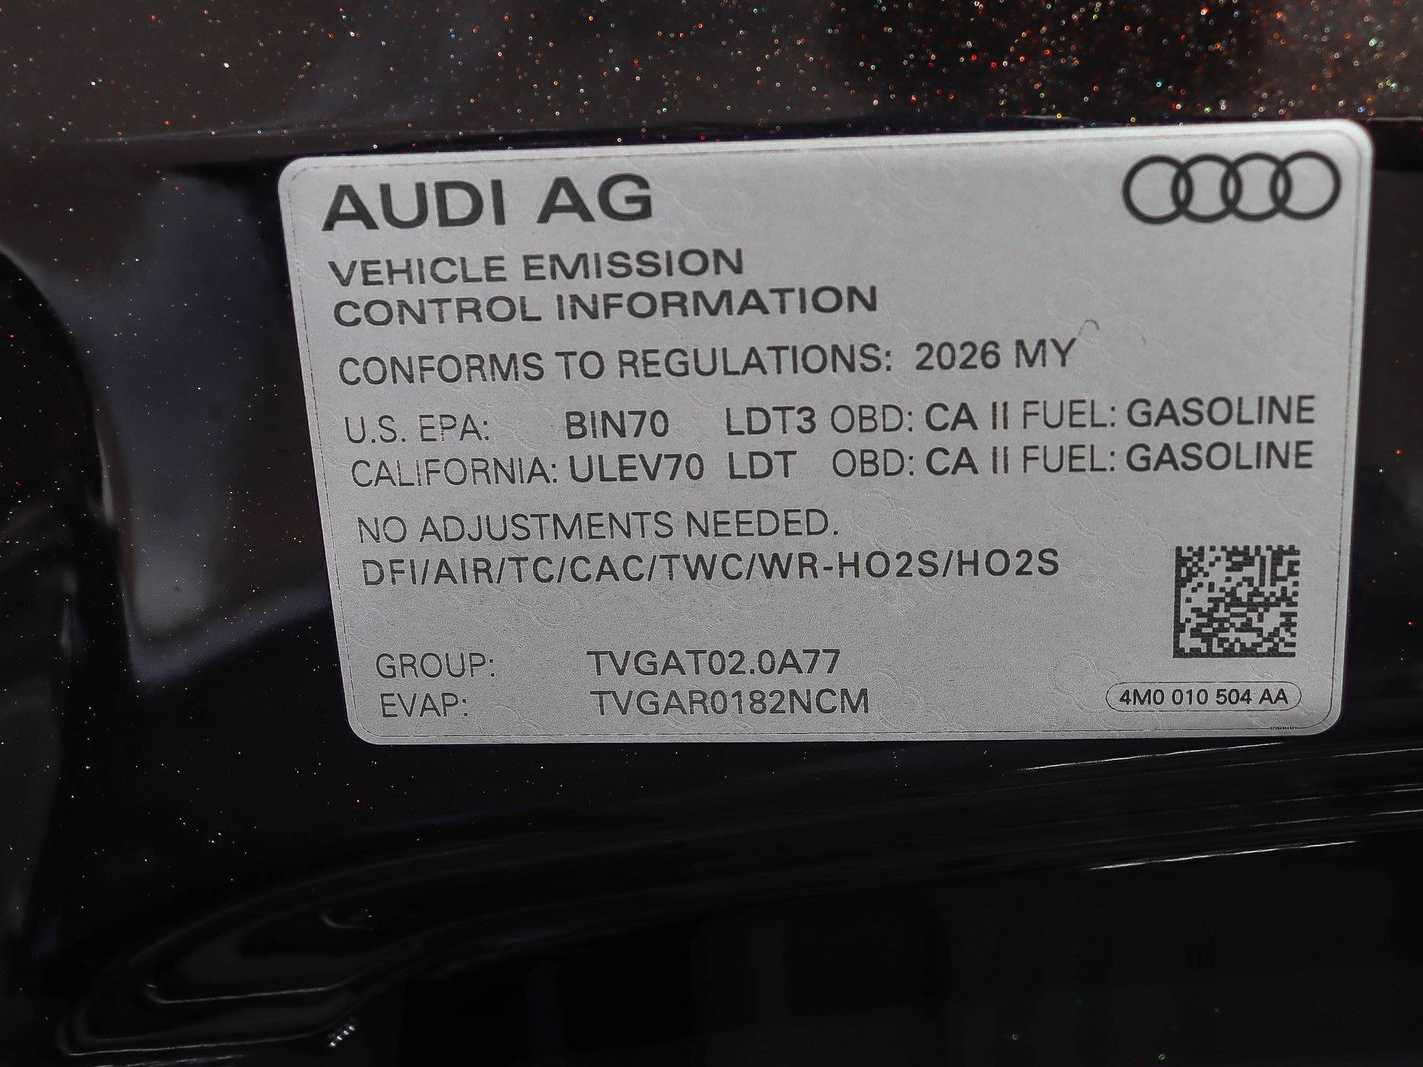 AUDI AG
VEHICLE EMISSION
CONTROL INFORMATION
CONFORMS TO REGULATIONS: 2026 MY
U.S. EPA: BIN70 LDT3 OBD: CA II FUEL: GASOLINE
CALIFORNIA: ULEV70 LDT OBD: CA II FUEL: GASOLINE
NO ADJUSTMENTS NEEDED.
DFI/AIR/TC/CAC/TWC/WR-HO2S/HO2S
GROUP: TVGAT02.0A77
EVAP: TVGAR0182NCM
4M0 010 504 AA